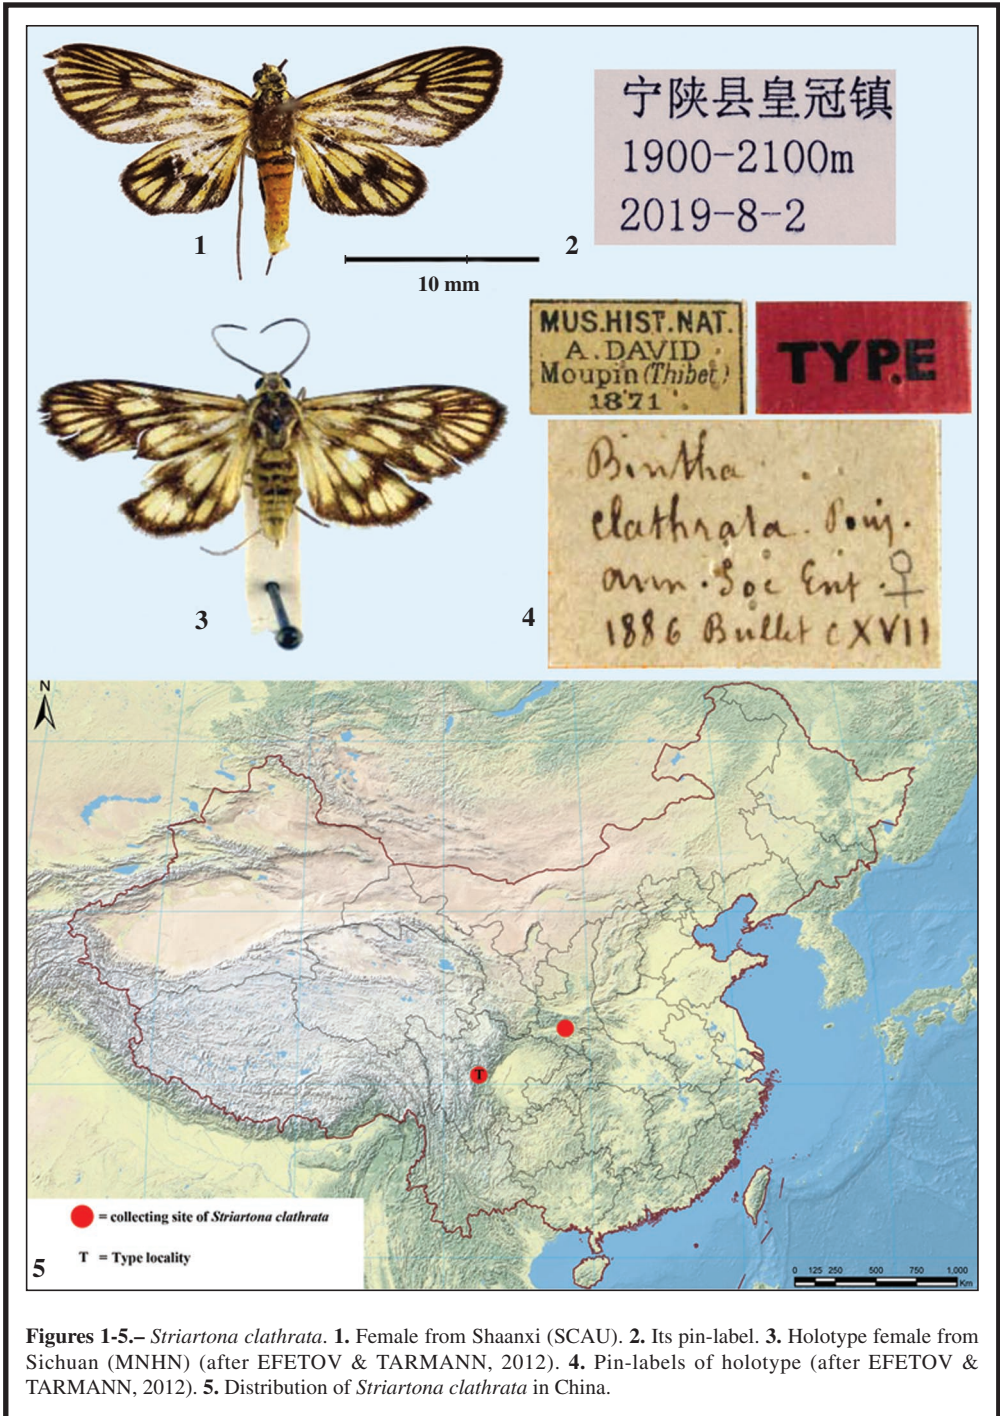 宁陕县皇冠镇
1900-2100m
2019-8-2
1
2
10 mm
MUS.HIST.NAT.
A. DAVID
Moupin (Thibet)
1871
TYPE
Bintha
clathrata. Pouj.
ann. Soc Ent. ♀
1886 Bullet CXVII
3
4
N
T
= collecting site of Striartona clathrata
T = Type locality
5
0 125 250 500 750 1,000
Km
Figures 1-5.– Striartona clathrata. 1. Female from Shaanxi (SCAU). 2. Its pin-label. 3. Holotype female from
Sichuan (MNHN) (after EFETOV & TARMANN, 2012). 4. Pin-labels of holotype (after EFETOV &
TARMANN, 2012). 5. Distribution of Striartona clathrata in China.